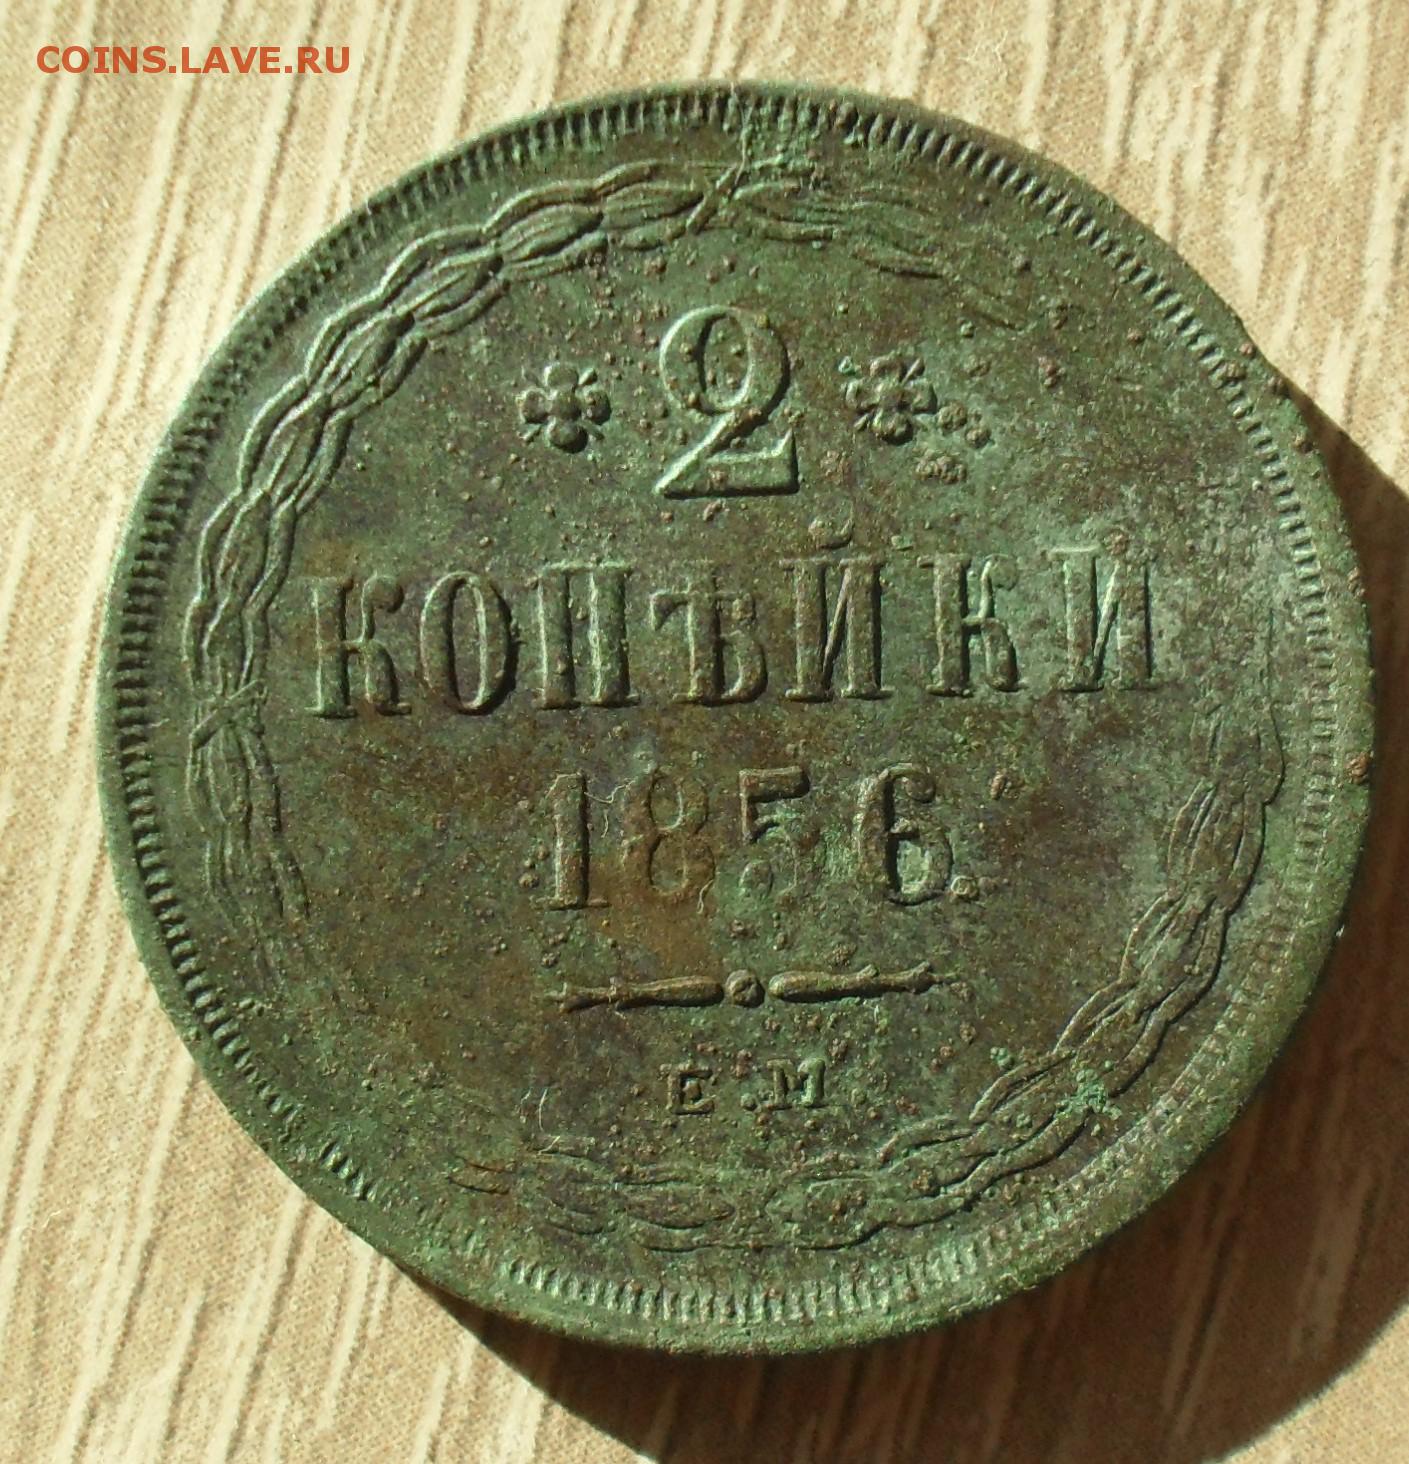 COINS.LAVE.RU
2
КОПѢЙКИ
1856.
Е.М.